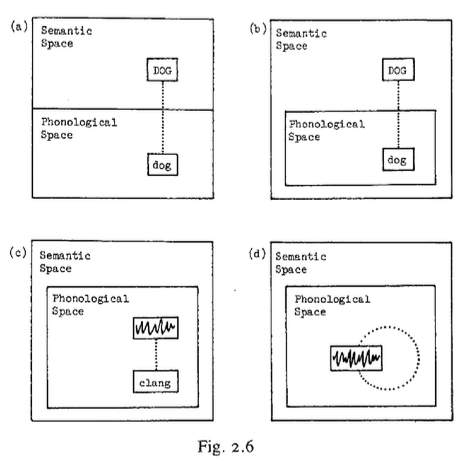 (a)
Semantic
Space
DOG
Phonological
Space
dog
(b)
Semantic
Space
DOG
Phonological
Space
dog
(c)
Semantic
Space
Phonological
Space
clang
(d)
Semantic
Space
Phonological
Space
Fig. 2.6